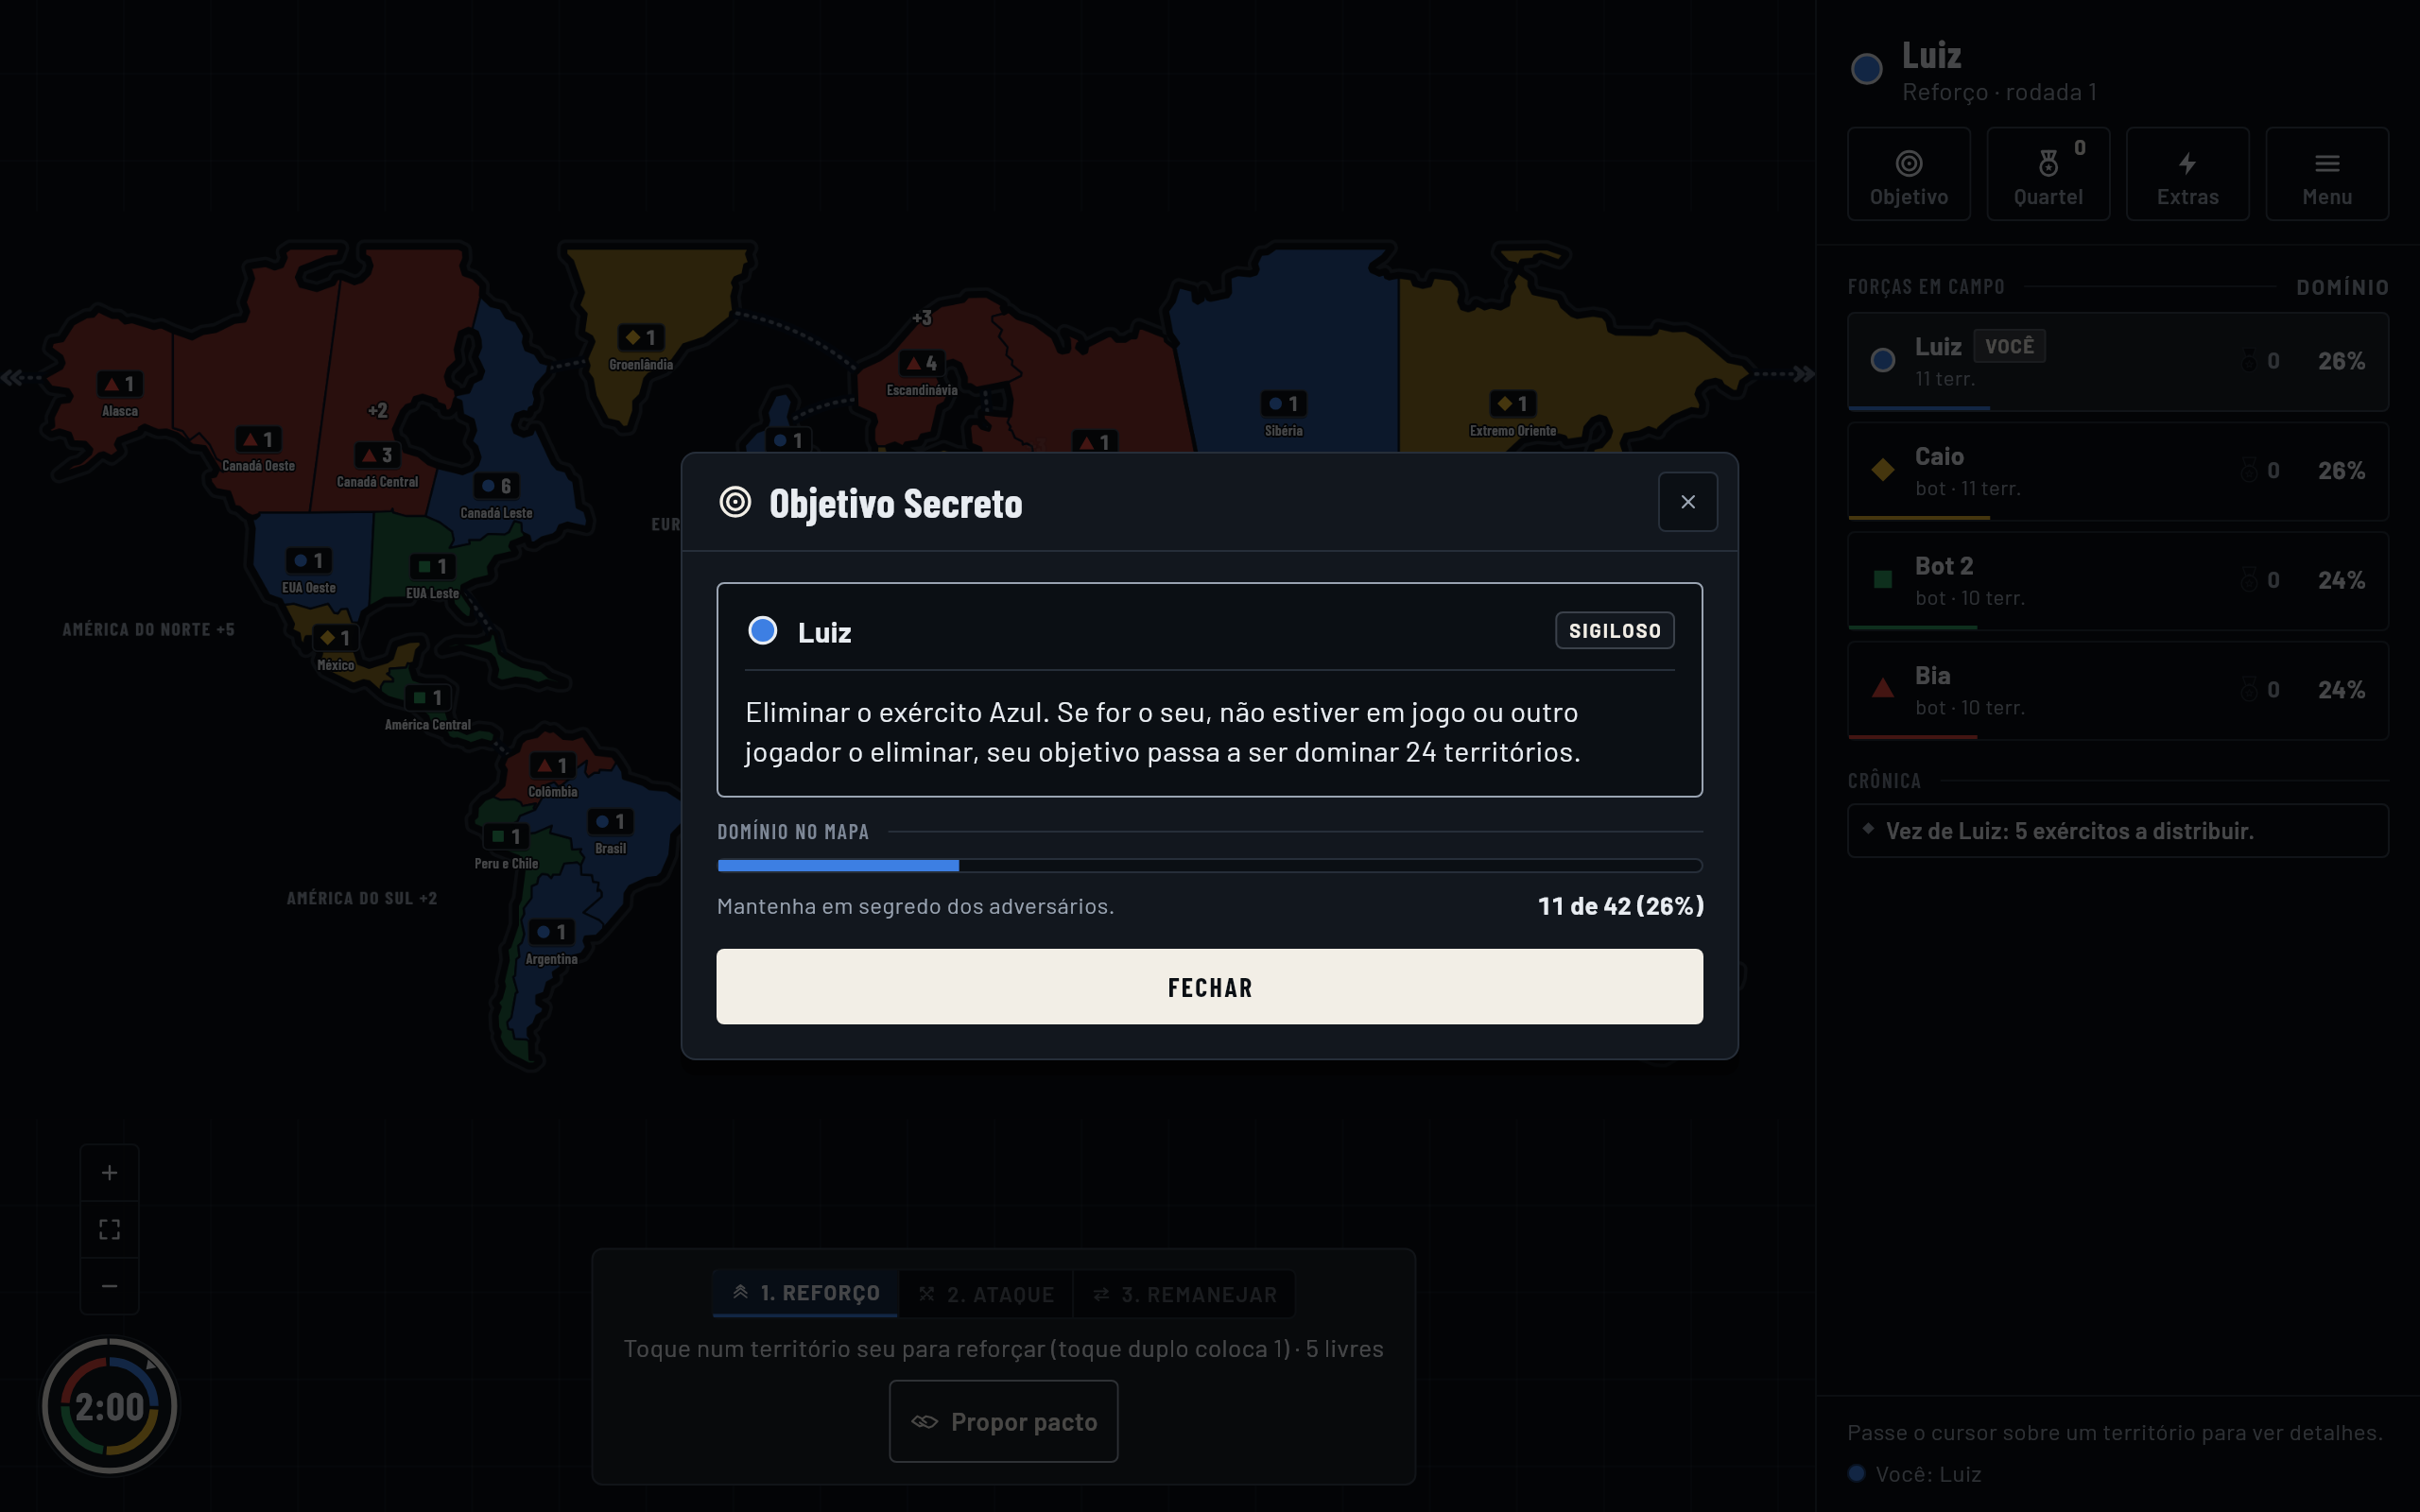 Luiz
Reforço · rodada 1
Objetivo
0
Quartel
Extras
Menu
FORÇAS EM CAMPO
DOMÍNIO
Luiz VOCÊ
11 terr.
0 26%
Caio
bot · 11 terr.
0 26%
Bot 2
bot · 10 terr.
0 24%
Bia
bot · 10 terr.
0 24%
CRÔNICA
Vez de Luiz: 5 exércitos a distribuir.
Passe o cursor sobre um território para ver detalhes.
Você: Luiz
1
Alasca
1
Canadá Oeste
+2
3
Canadá Central
6
Canadá Leste
1
Groenlândia
+3
4
Escandinávia
1
1
1
Sibéria
1
Extremo Oriente
1
EUA Oeste
1
EUA Leste
1
México
1
América Central
AMÉRICA DO NORTE +5
EUR
1
Colômbia
1
Brasil
1
Peru e Chile
1
Argentina
AMÉRICA DO SUL +2
Objetivo Secreto
×
Luiz
SIGILOSO
Eliminar o exército Azul. Se for o seu, não estiver em jogo ou outro
jogador o eliminar, seu objetivo passa a ser dominar 24 territórios.
DOMÍNIO NO MAPA
Mantenha em segredo dos adversários.
11 de 42 (26%)
FECHAR
+
−
2:00
1. REFORÇO
2. ATAQUE
3. REMANEJAR
Toque num território seu para reforçar (toque duplo coloca 1) · 5 livres
Propor pacto